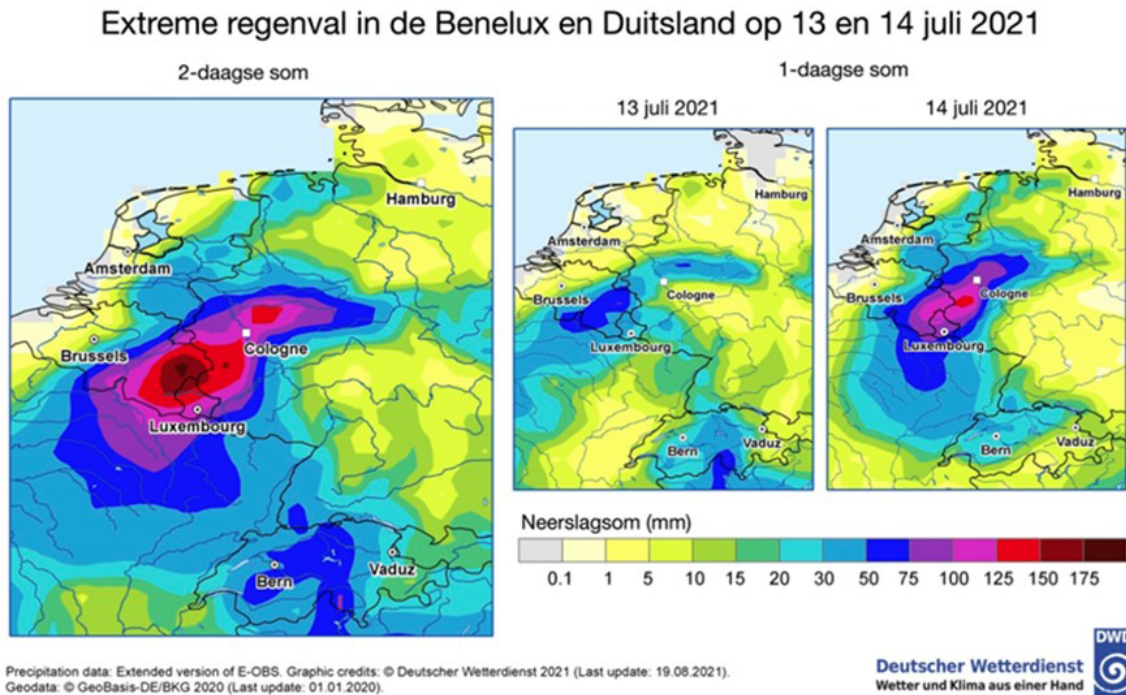 Extreme regenval in de Benelux en Duitsland op 13 en 14 juli 2021
2-daagse som
1-daagse som
13 juli 2021
14 juli 2021
Hamburg
Amsterdam
Brussels
Cologne
Luxembourg
Bern
Vaduz
Hamburg
Amsterdam
Brussels
Cologne
Luxembourg
Bern
Vaduz
Hamburg
Amsterdam
Brussels
Cologne
Luxembourg
Bern
Vaduz
Neerslagsom (mm)
0.1 1 5 10 15 20 30 50 75 100 125 150 175
Precipitation data: Extended version of E-OBS. Graphic credits: © Deutscher Wetterdienst 2021 (Last update: 19.08.2021).
Geodata: © GeoBasis-DE/BKG 2020 (Last update: 01.01.2020).
Deutscher Wetterdienst
Wetter und Klima aus einer Hand
DWD